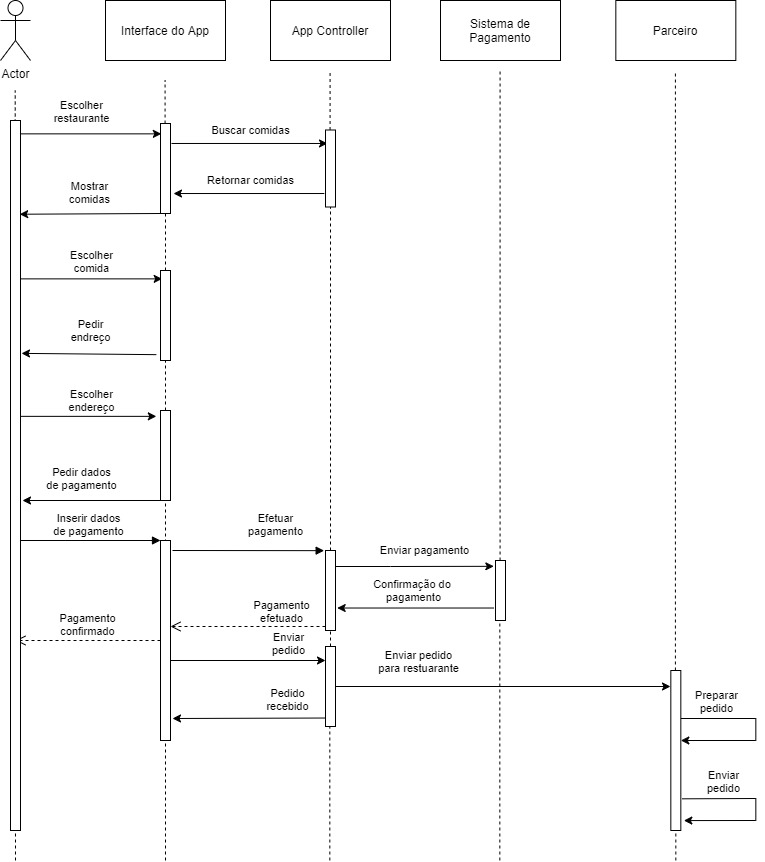 Actor
Interface do App
App Controller
Sistema de
Pagamento
Parceiro
Escolher
restaurante
Buscar comidas
Retornar comidas
Mostrar
comidas
Escolher
comida
Pedir
endreço
Escolher
endereço
Pedir dados
de pagamento
Inserir dados
de pagamento
Efetuar
pagamento
Enviar pagamento
Confirmação do
pagamento
Pagamento
efetuado
Pagamento
confirmado
Enviar
pedido
Enviar pedido
para restuarante
Pedido
recebido
Preparar
pedido
Enviar
pedido